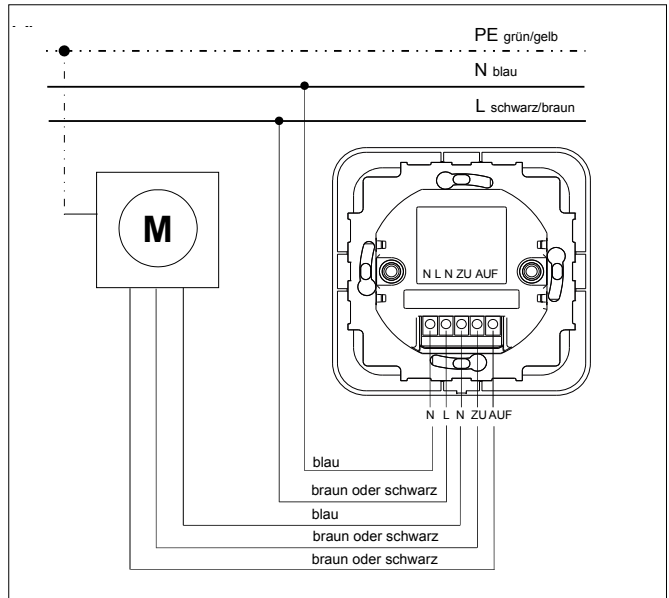 PE grün/gelb
N blau
L schwarz/braun
M
N L N ZU AUF
N L N ZU AUF
blau
braun oder schwarz
blau
braun oder schwarz
braun oder schwarz